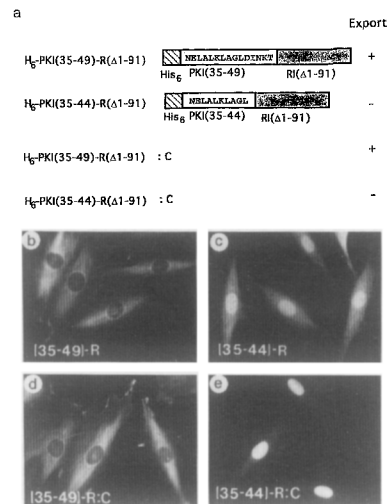 a
Export
H6-PKI(35-49)-R(Δ1-91) NELALKLAGLDINKT +
His6 PKI(35-49) RI(Δ1-91)
H6-PKI(35-44)-R(Δ1-91) NELALKLAGL -
His6 PKI(35-44) RI(Δ1-91)
H6-PKI(35-49)-R(Δ1-91) : C +
H6-PKI(35-44)-R(Δ1-91) : C -
b
[35-49]-R
c
[35-44]-R
d
[35-49]-R:C
e
[35-44]-R:C